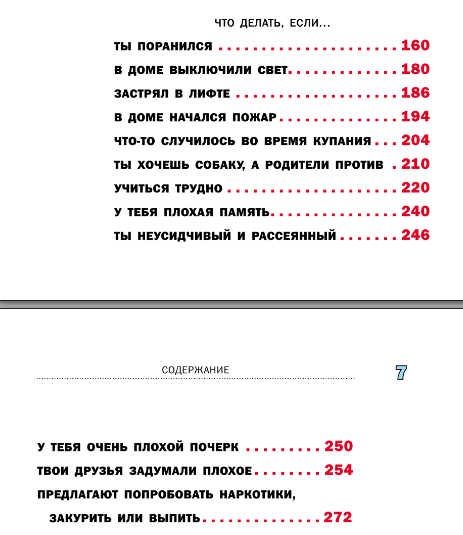 ЧТО ДЕЛАТЬ, ЕСЛИ...
ТЫ ПОРАНИЛСЯ . . . . . . . . . . . . . . . . . . . . . . 160
В ДОМЕ ВЫКЛЮЧИЛИ СВЕТ. . . . . . . . . . . . . . 180
ЗАСТРЯЛ В ЛИФТЕ . . . . . . . . . . . . . . . . . . . . 186
В ДОМЕ НАЧАЛСЯ ПОЖАР. . . . . . . . . . . . . . . 194
ЧТО-ТО СЛУЧИЛОСЬ ВО ВРЕМЯ КУПАНИЯ . . . 204
ТЫ ХОЧЕШЬ СОБАКУ, А РОДИТЕЛИ ПРОТИВ . 210
УЧИТЬСЯ ТРУДНО . . . . . . . . . . . . . . . . . . . . . 220
У ТЕБЯ ПЛОХАЯ ПАМЯТЬ. . . . . . . . . . . . . . . . 240
ТЫ НЕУСИДЧИВЫЙ И РАССЕЯННЫЙ . . . . . . . 246
СОДЕРЖАНИЕ
7
У ТЕБЯ ОЧЕНЬ ПЛОХОЙ ПОЧЕРК . . . . . . . . . 250
ТВОИ ДРУЗЬЯ ЗАДУМАЛИ ПЛОХОЕ . . . . . . . . 254
ПРЕДЛАГАЮТ ПОПРОБОВАТЬ НАРКОТИКИ,
ЗАКУРИТЬ ИЛИ ВЫПИТЬ. . . . . . . . . . . . . . . 272